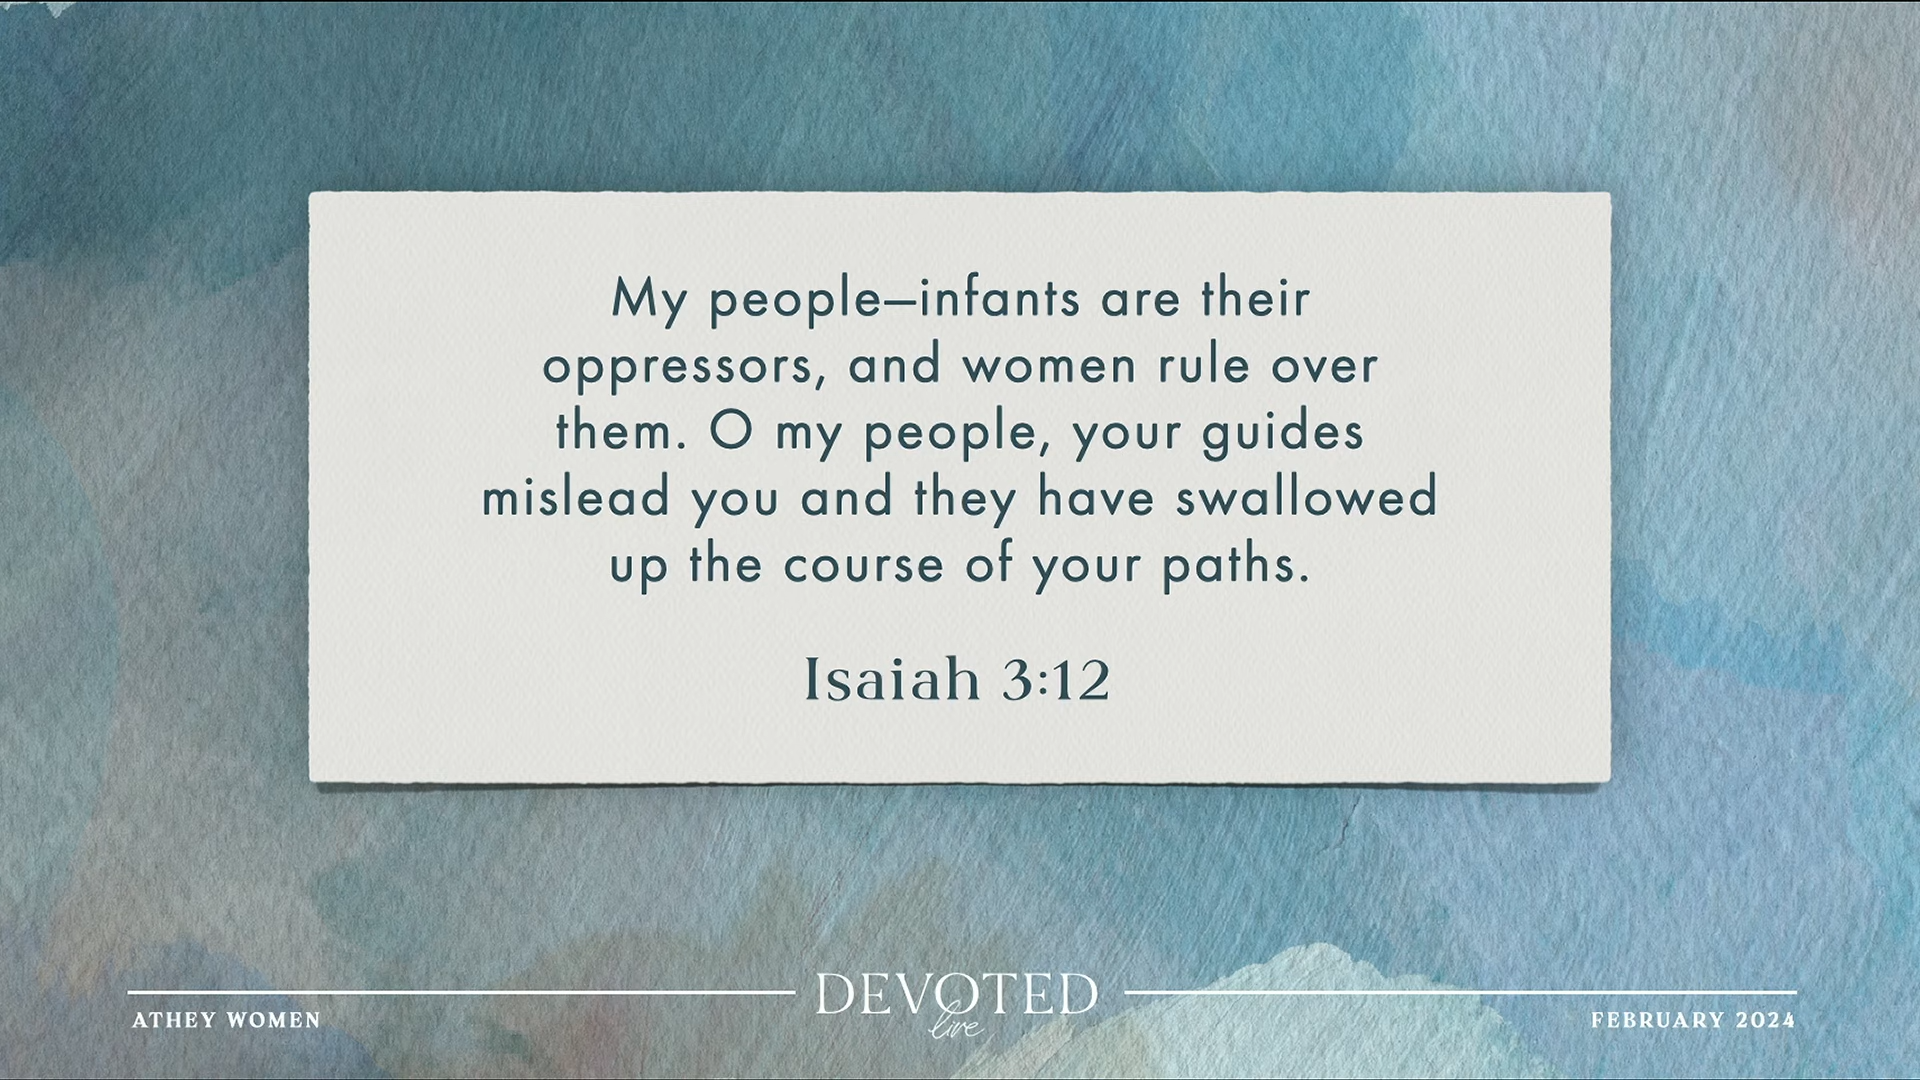 My people—infants are their
oppressors, and women rule over
them. O my people, your guides
mislead you and they have swallowed
up the course of your paths.
Isaiah 3:12
DEVOTED
live
ATHEY WOMEN
FEBRUARY 2024